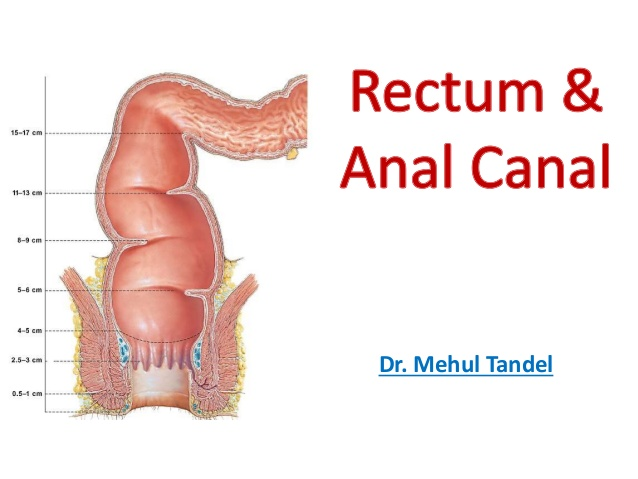 Rectum &
Anal Canal
15–17 cm
11–13 cm
8–9 cm
5–6 cm
4–5 cm
2.5–3 cm
0.5–1 cm
Dr. Mehul Tandel